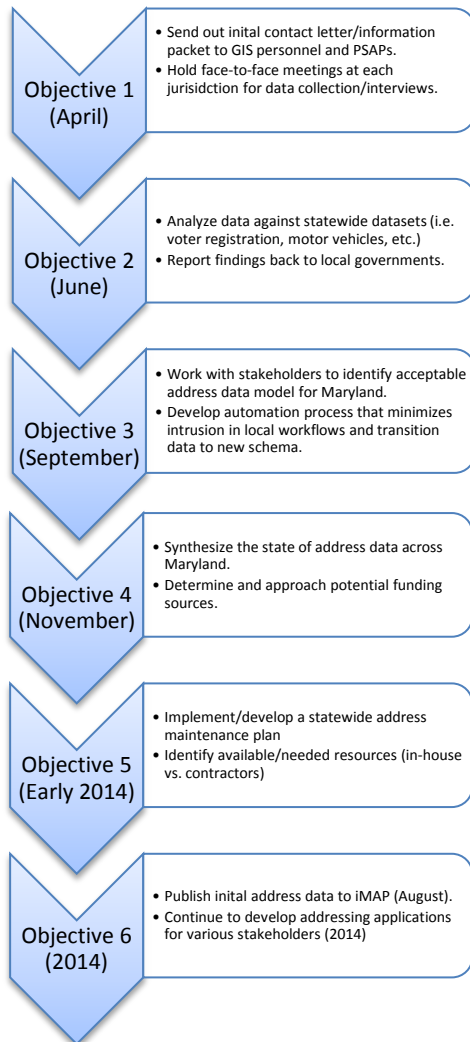 Objective 1
(April)
• Send out inital contact letter/information
packet to GIS personnel and PSAPs.
• Hold face-to-face meetings at each
jurisidction for data collection/interviews.
Objective 2
(June)
• Analyze data against statewide datasets (i.e.
voter registration, motor vehicles, etc.)
• Report findings back to local governments.
Objective 3
(September)
• Work with stakeholders to identify acceptable
address data model for Maryland.
• Develop automation process that minimizes
intrusion in local workflows and transition
data to new schema.
Objective 4
(November)
• Synthesize the state of address data across
Maryland.
• Determine and approach potential funding
sources.
Objective 5
(Early 2014)
• Implement/develop a statewide address
maintenance plan
• Identify available/needed resources (in-house
vs. contractors)
Objective 6
(2014)
• Publish inital address data to iMAP (August).
• Continue to develop addressing applications
for various stakeholders (2014)